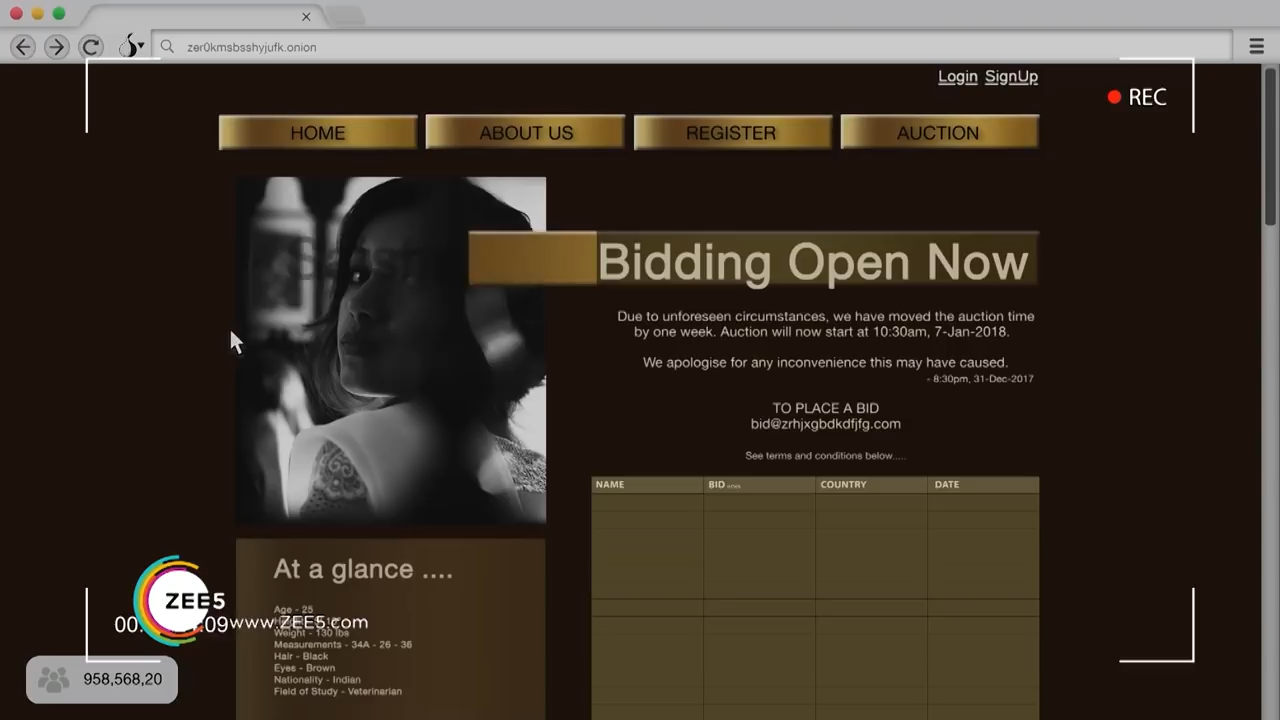 zer0kmsbsshyjufk.onion
Login SignUp
REC
HOME
ABOUT US
REGISTER
AUCTION
Bidding Open Now
Due to unforeseen circumstances, we have moved the auction time
by one week. Auction will now start at 10:30am, 7-Jan-2018.
We apologise for any inconvenience this may have caused.
- 8:30pm, 31-Dec-2017
TO PLACE A BID
bid@zrhjxgbdkdfjfg.com
See terms and conditions below.....
NAME
BID
COUNTRY
DATE
At a glance ....
Age - 25
Weight - 130 lbs
Measurements - 34A - 26 - 36
Hair - Black
Eyes - Brown
Nationality - Indian
Field of Study - Veterinarian
ZEE5
www.ZEE5.com
958,568,20